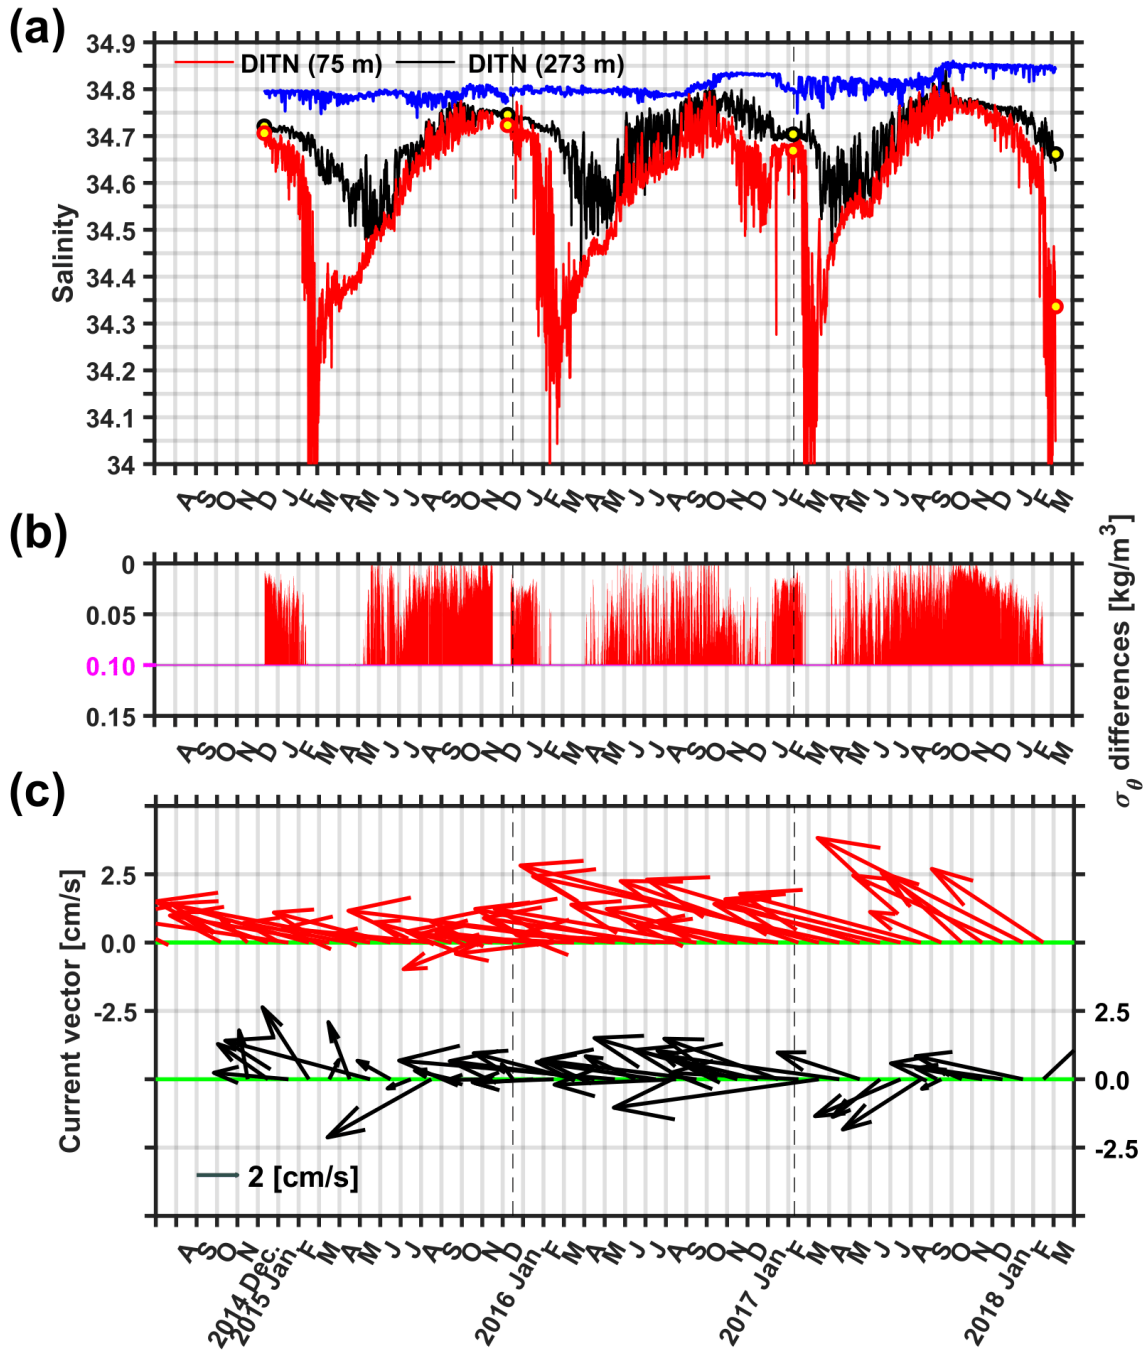 (a)
34.9
DITN (75 m) DITN (273 m)
34.8
34.7
34.6
34.5
34.4
34.3
34.2
34.1
34
Salinity
A S O N D J F M A M J J A S O N D J F M A M J J A S O N D J F M A M J J A S O N D J F M
(b)
0
0.05
0.10
0.15
σθ differences [kg/m³]
A S O N D J F M A M J J A S O N D J F M A M J J A S O N D J F M A M J J A S O N D J F M
(c)
2.5
0.0
-2.5
Current vector [cm/s]
2.5
0.0
-2.5
2 [cm/s]
A S O N 2014 Dec. 2015 Jan. F M A M J J A S O N D 2016 Jan F M A M J J A S O N D 2017 Jan F M A M J J A S O N D 2018 Jan F M